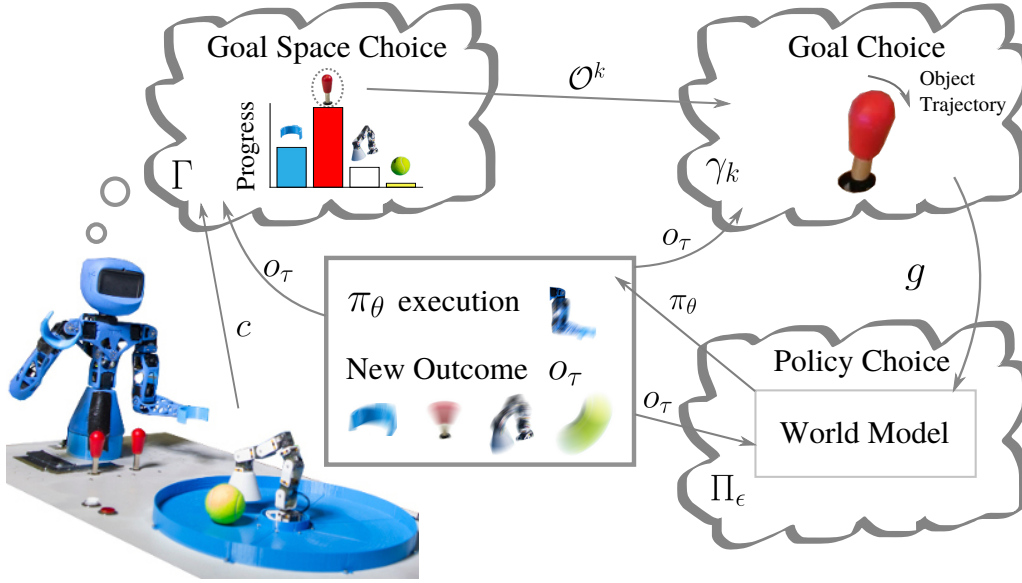 Goal Space Choice
Progress
Γ
𝒪^k
Goal Choice
Object
Trajectory
γ_k
o_τ
o_τ
c
π_θ execution
New Outcome o_τ
π_θ
g
o_τ
Policy Choice
World Model
Π_ϵ